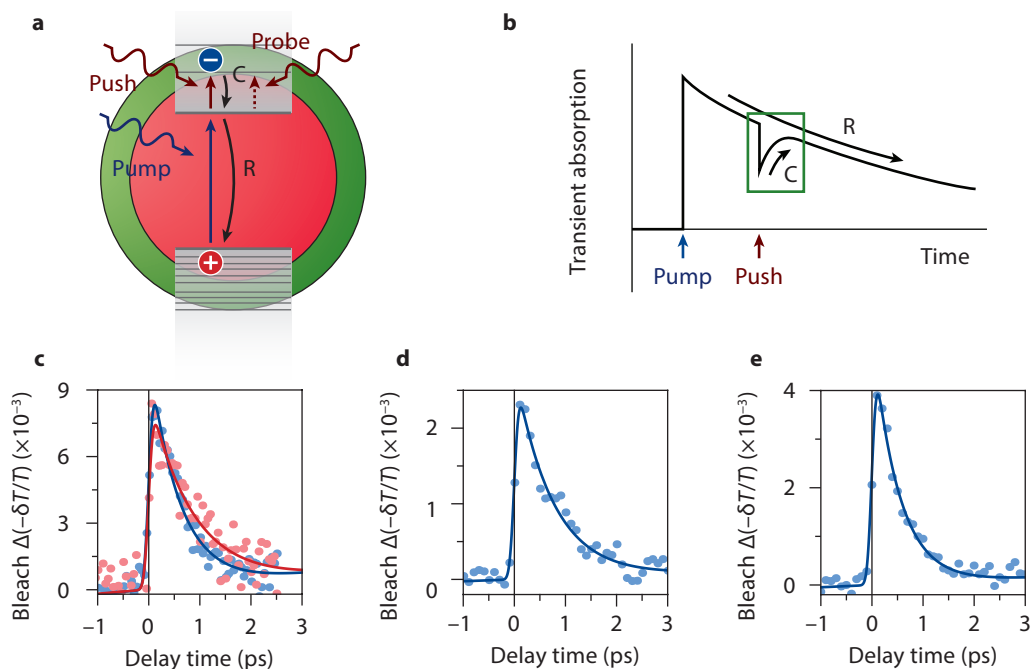 a
Probe
Push
C
−
Pump
R
+
b
Transient absorption
R
C
Time
Pump
Push
c
Bleach Δ(−δT/T) (×10⁻³)
9
6
3
0
−1
0
1
2
3
Delay time (ps)
d
Bleach Δ(−δT/T) (×10⁻³)
2
1
0
−1
0
1
2
3
Delay time (ps)
e
Bleach Δ(−δT/T) (×10⁻³)
4
2
0
−1
0
1
2
3
Delay time (ps)